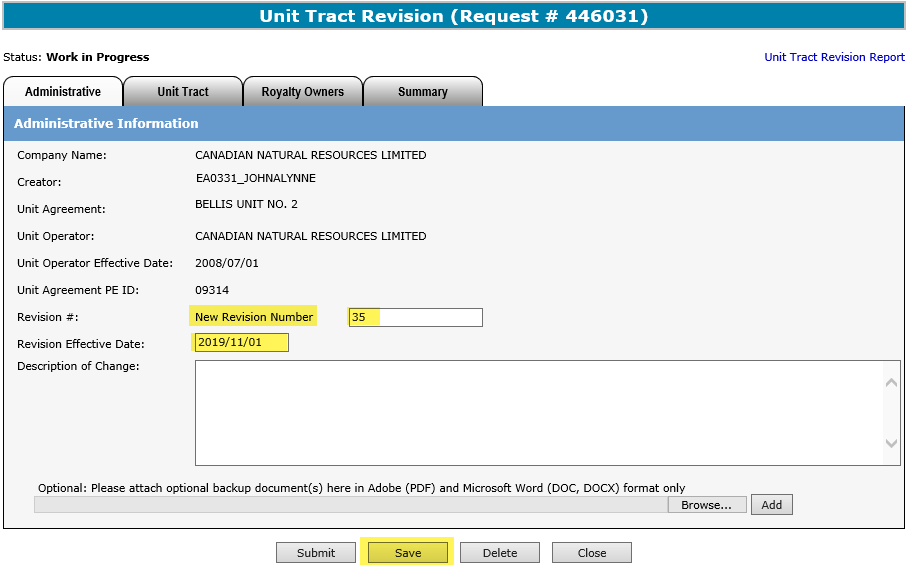 Unit Tract Revision (Request # 446031)
Status: Work in Progress
Unit Tract Revision Report
Administrative
Unit Tract
Royalty Owners
Summary
Administrative Information
Company Name: CANADIAN NATURAL RESOURCES LIMITED
Creator: EA0331_JOHNALYNNE
Unit Agreement: BELLIS UNIT NO. 2
Unit Operator: CANADIAN NATURAL RESOURCES LIMITED
Unit Operator Effective Date: 2008/07/01
Unit Agreement PE ID: 09314
Revision #: New Revision Number 35
Revision Effective Date: 2019/11/01
Description of Change:
Optional: Please attach optional backup document(s) here in Adobe (PDF) and Microsoft Word (DOC, DOCX) format only
Browse... Add
Submit Save Delete Close